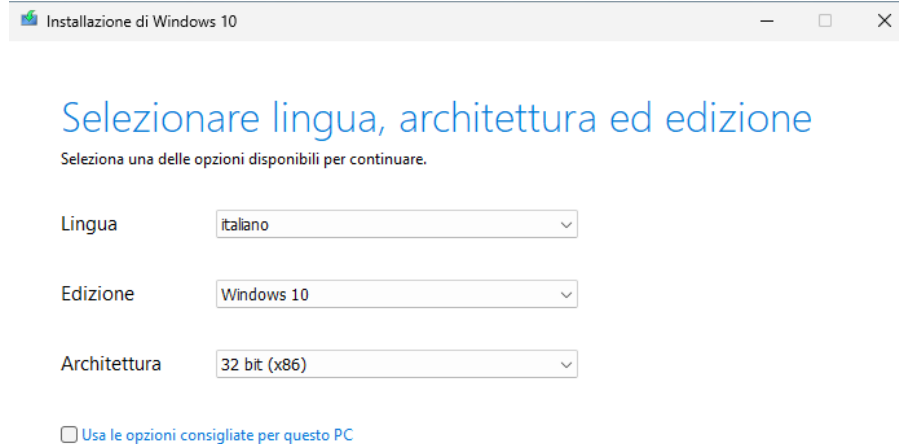 Installazione di Windows 10
Selezionare lingua, architettura ed edizione
Seleziona una delle opzioni disponibili per continuare.
Lingua italiano
Edizione Windows 10
Architettura 32 bit (x86)
Usa le opzioni consigliate per questo PC